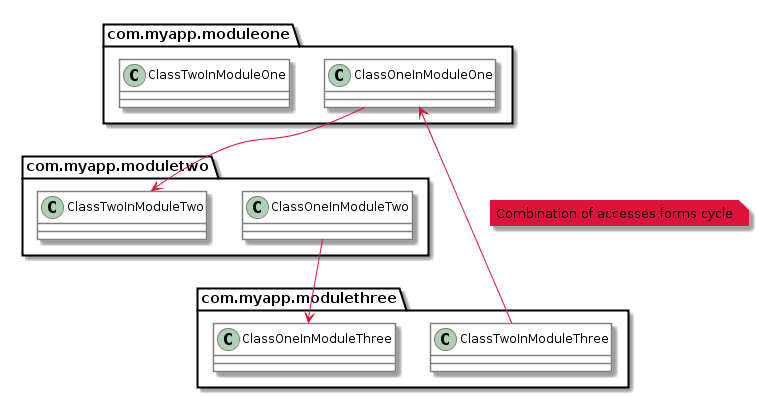 com.myapp.moduleone
C ClassTwoInModuleOne
C ClassOneInModuleOne
com.myapp.moduletwo
C ClassTwoInModuleTwo
C ClassOneInModuleTwo
Combination of accesses forms cycle
com.myapp.modulethree
C ClassOneInModuleThree
C ClassTwoInModuleThree